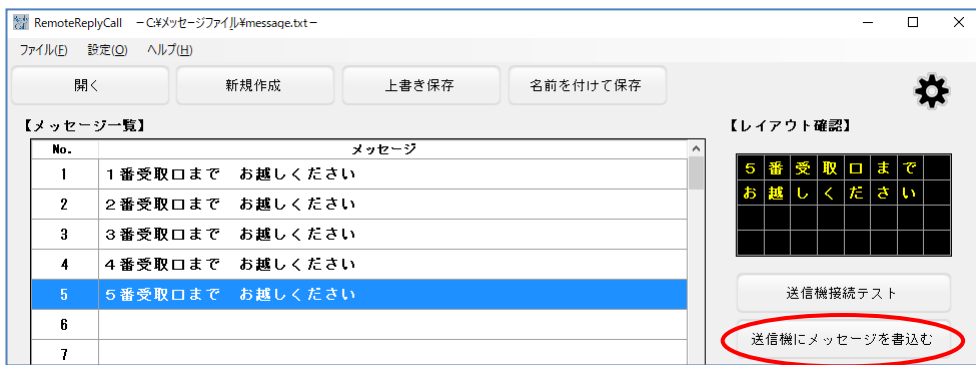 RemoteReplyCall －C:¥メッセージファイル¥message.txt－
ファイル(F) 設定(O) ヘルプ(H)
開く 新規作成 上書き保存 名前を付けて保存
【メッセージ一覧】 【レイアウト確認】
No. メッセージ
1 １番受取口まで　お越しください
2 ２番受取口まで　お越しください
3 ３番受取口まで　お越しください
4 ４番受取口まで　お越しください
5 ５番受取口まで　お越しください
6
7
５番受取口まで
お越しください
送信機接続テスト
送信機にメッセージを書込む